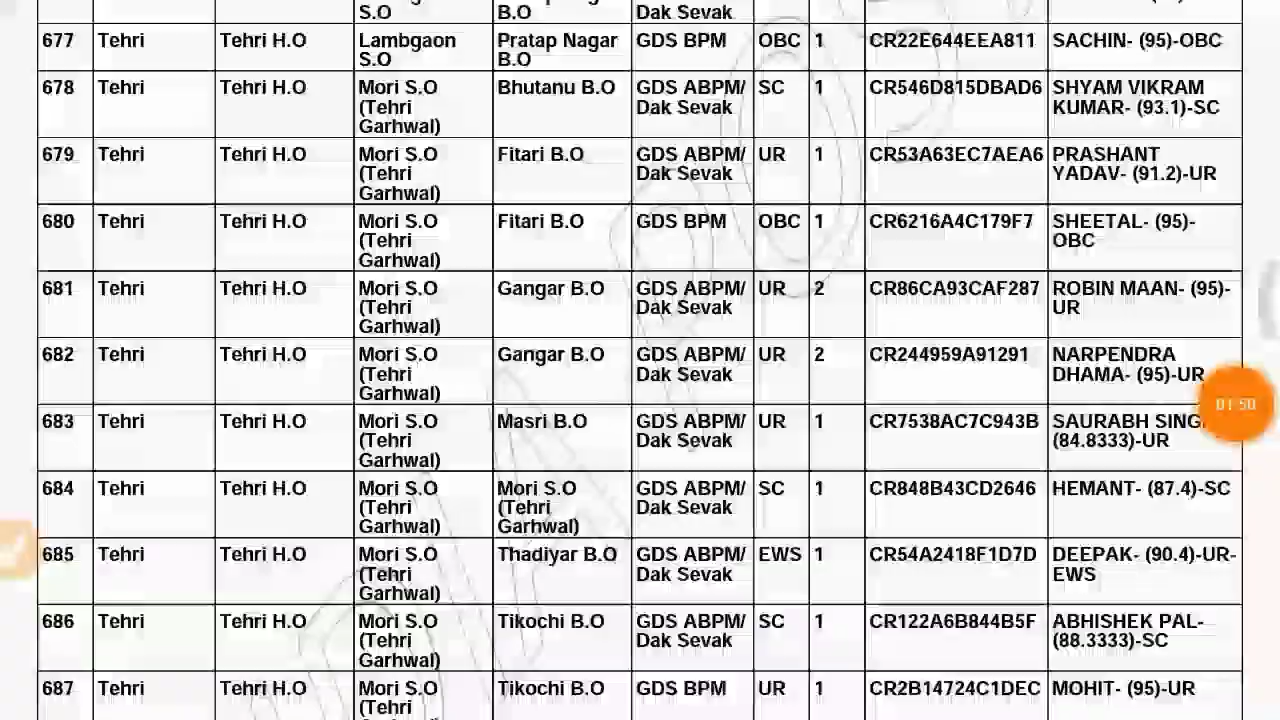 S.O B.O Dak Sevak
677 Tehri Tehri H.O Lambgaon Pratap Nagar GDS BPM OBC 1 CR22E644EEA811 SACHIN- (95)-OBC
S.O B.O
678 Tehri Tehri H.O Mori S.O Bhutanu B.O GDS ABPM/ SC 1 CR546D815DBAD6 SHYAM VIKRAM
(Tehri Dak Sevak KUMAR- (93.1)-SC
Garhwal)
679 Tehri Tehri H.O Mori S.O Fitari B.O GDS ABPM/ UR 1 CR53A63EC7AEA6 PRASHANT
(Tehri Dak Sevak YADAV- (91.2)-UR
Garhwal)
680 Tehri Tehri H.O Mori S.O Fitari B.O GDS BPM OBC 1 CR6216A4C179F7 SHEETAL- (95)-
(Tehri OBC
Garhwal)
681 Tehri Tehri H.O Mori S.O Gangar B.O GDS ABPM/ UR 2 CR86CA93CAF287 ROBIN MAAN- (95)-
(Tehri Dak Sevak UR
Garhwal)
682 Tehri Tehri H.O Mori S.O Gangar B.O GDS ABPM/ UR 2 CR244959A91291 NARPENDRA
(Tehri Dak Sevak DHAMA- (95)-UR
Garhwal)
01:50
683 Tehri Tehri H.O Mori S.O Masri B.O GDS ABPM/ UR 1 CR7538AC7C943B SAURABH
(Tehri Dak Sevak (84.8333)-UR
Garhwal)
684 Tehri Tehri H.O Mori S.O Mori S.O GDS ABPM/ SC 1 CR848B43CD2646 HEMANT- (87.4)-SC
(Tehri (Tehri Dak Sevak
Garhwal) Garhwal)
685 Tehri Tehri H.O Mori S.O Thadiyar B.O GDS ABPM/ EWS 1 CR54A2418F1D7D DEEPAK- (90.4)-UR-
(Tehri Dak Sevak EWS
Garhwal)
686 Tehri Tehri H.O Mori S.O Tikochi B.O GDS ABPM/ SC 1 CR122A6B844B5F ABHISHEK PAL-
(Tehri Dak Sevak (88.3333)-SC
Garhwal)
687 Tehri Tehri H.O Mori S.O Tikochi B.O GDS BPM UR 1 CR2B14724C1DEC MOHIT- (95)-UR
(Tehri